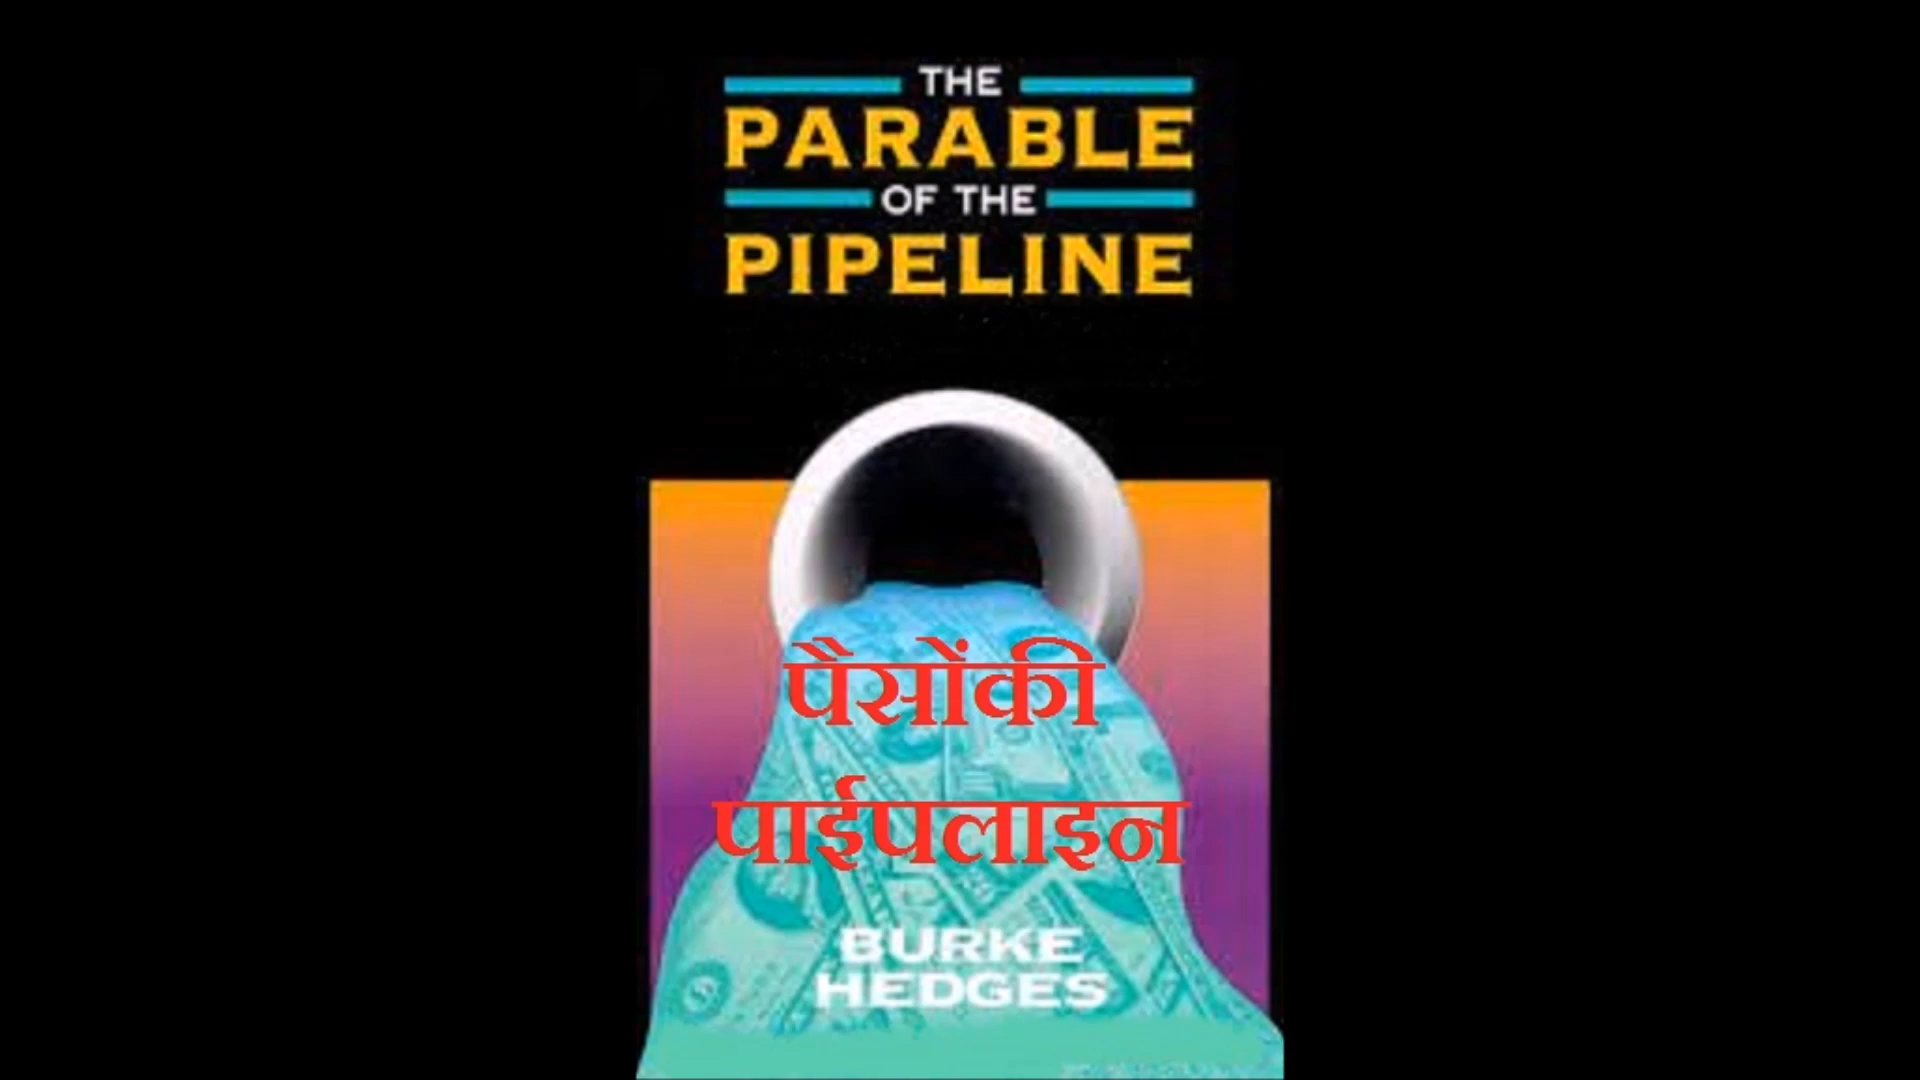 THE
PARABLE
OF THE
PIPELINE
पैसोंकी
पाईपलाइन
BURKE
HEDGES